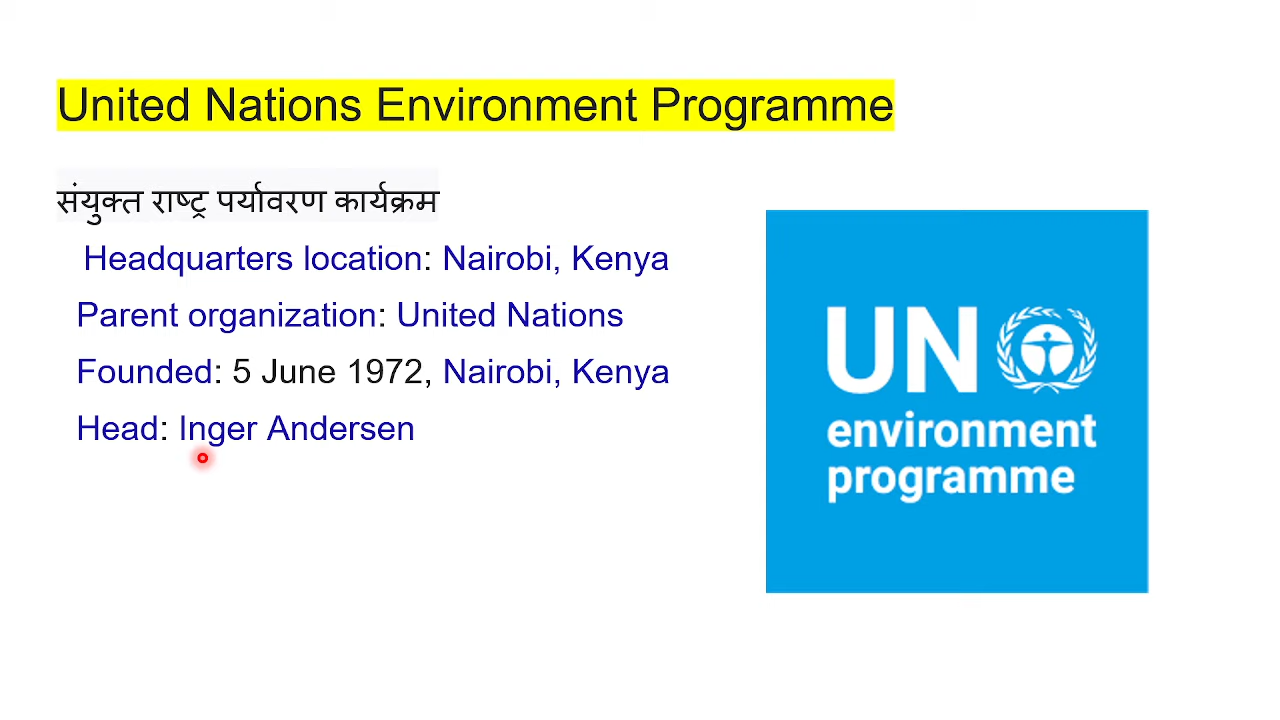 United Nations Environment Programme
संयुक्त राष्ट्र पर्यावरण कार्यक्रम
Headquarters location: Nairobi, Kenya
Parent organization: United Nations
Founded: 5 June 1972, Nairobi, Kenya
Head: Inger Andersen
UN
environment
programme